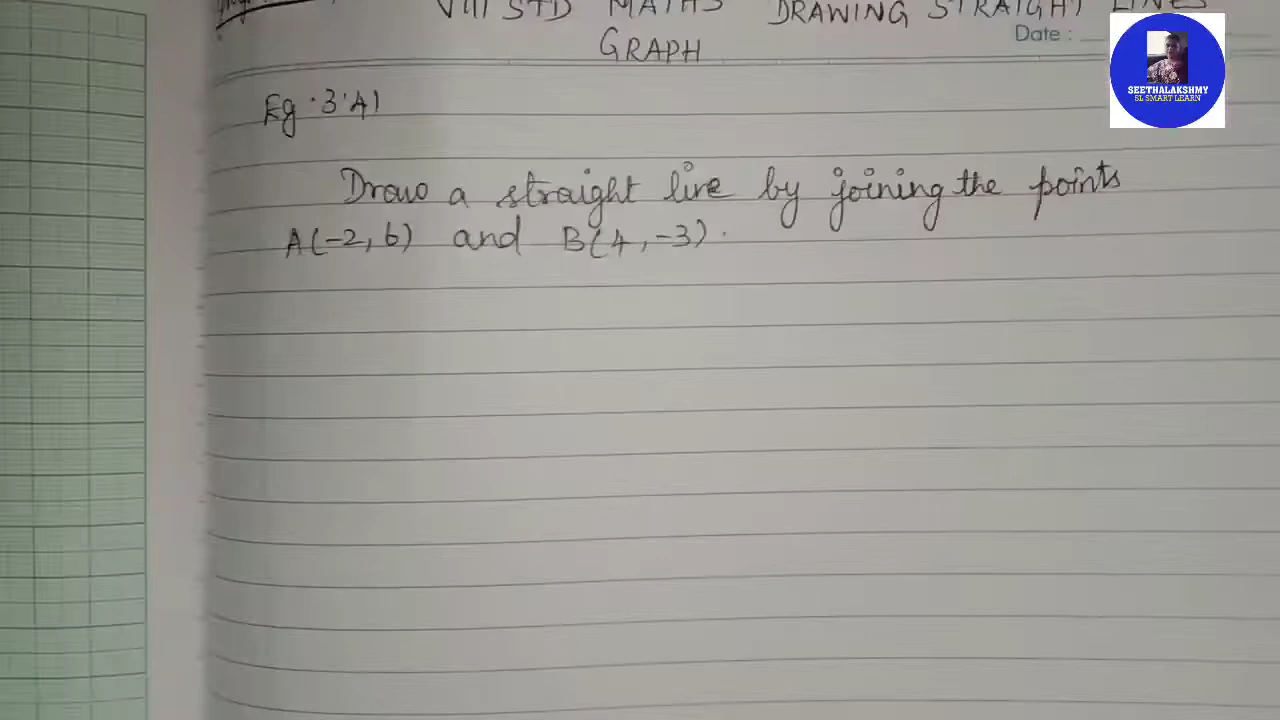 VIII STD MATHS DRAWING STRAIGHT LINES
GRAPH
Date :
SEETHALAKSHMY
SL SMART LEARN
Eg. 3.41
Draw a straight line by joining the points
A(-2, 6) and B(4, -3).